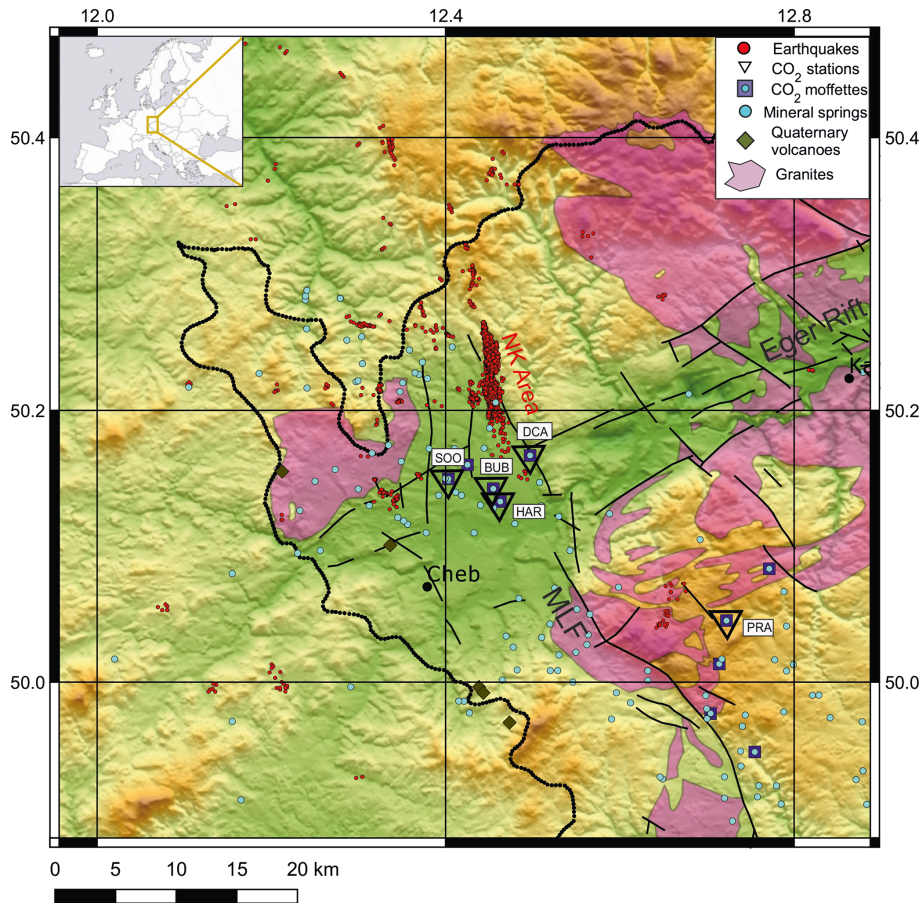 12.0 12.4 12.8
Earthquakes
CO2 stations
CO2 moffettes
Mineral springs
Quaternary
volcanoes
Granites
50.4 50.4
Eger Rift
NK Area
50.2 50.2
DCA
SOO
BUB
HAR
Cheb
MLF
PRA
50.0 50.0
0 5 10 15 20 km